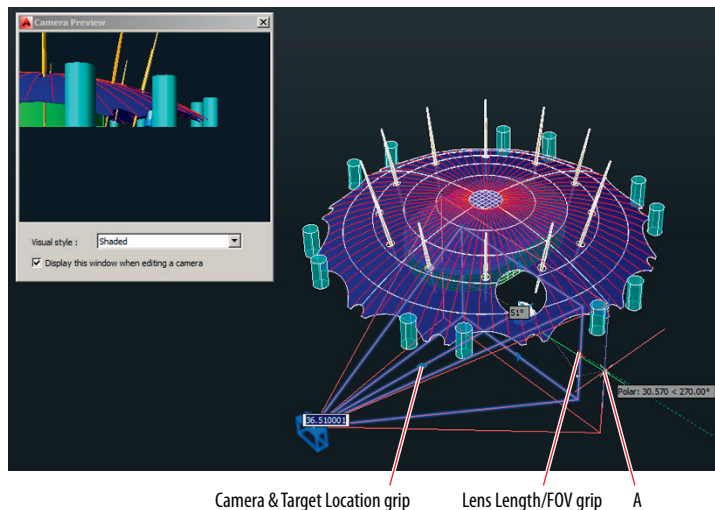 Camera Preview
Visual style :
Shaded
Display this window when editing a camera
51°
Polar: 30.570 < 270.00°
36.510001
Camera & Target Location grip
Lens Length/FOV grip
A